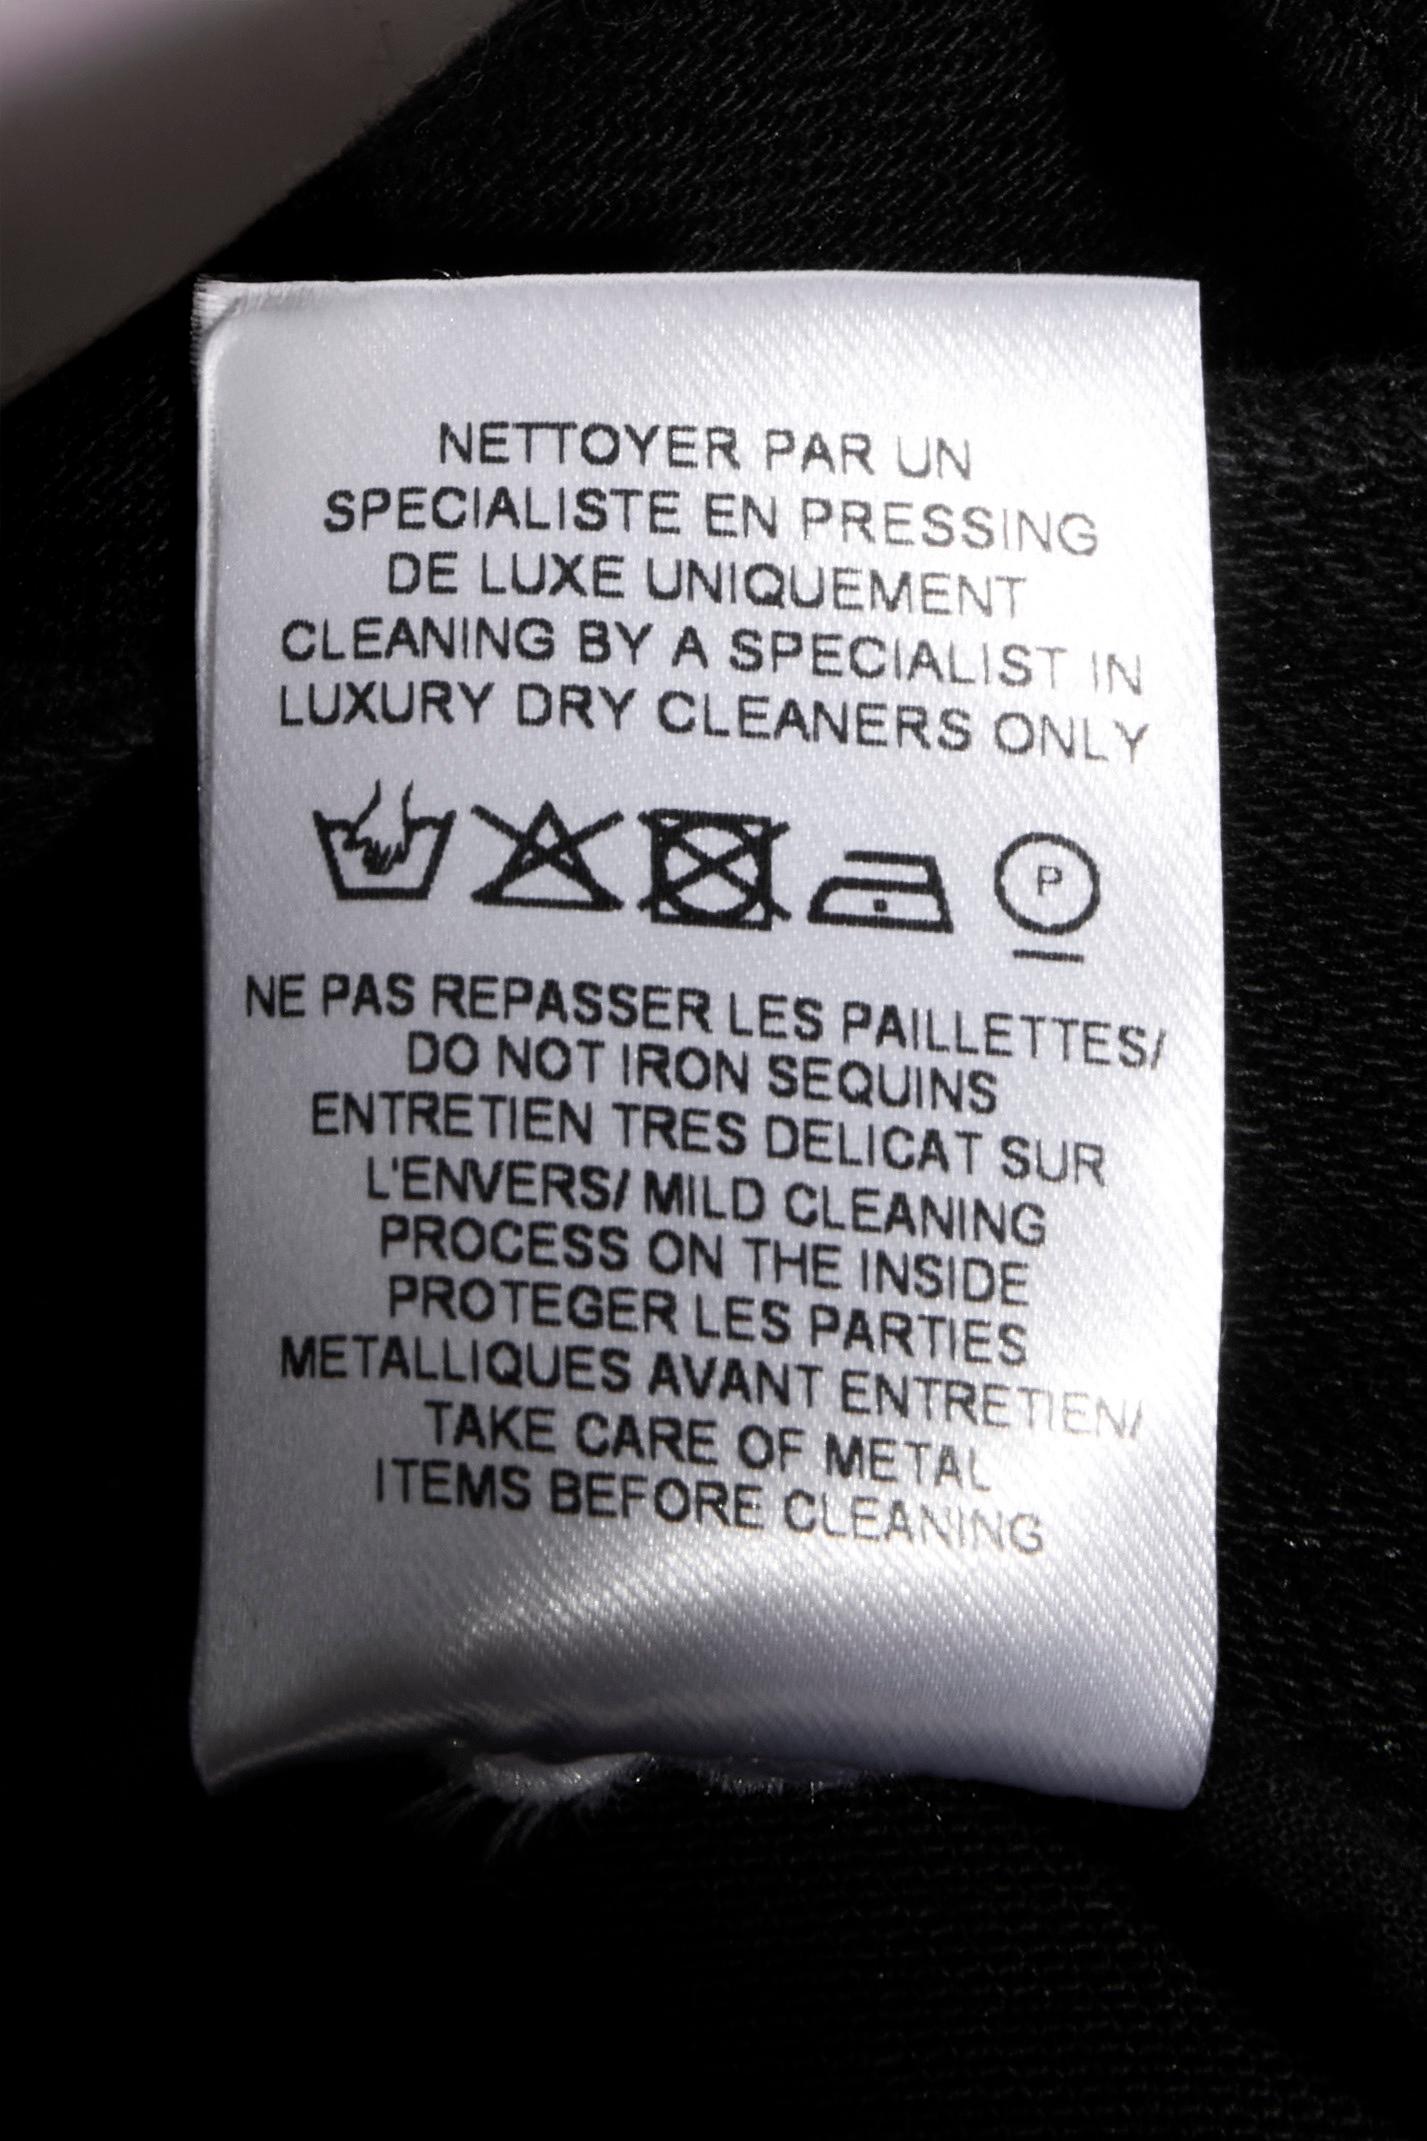 NETTOYER PAR UN
SPECIALISTE EN PRESSING
DE LUXE UNIQUEMENT
CLEANING BY A SPECIALIST IN
LUXURY DRY CLEANERS ONLY
P
NE PAS REPASSER LES PAILLETTES/
DO NOT IRON SEQUINS
ENTRETIEN TRES DELICAT SUR
L'ENVERS/ MILD CLEANING
PROCESS ON THE INSIDE
PROTEGER LES PARTIES
METALLIQUES AVANT ENTRETIEN/
TAKE CARE OF METAL
ITEMS BEFORE CLEANING